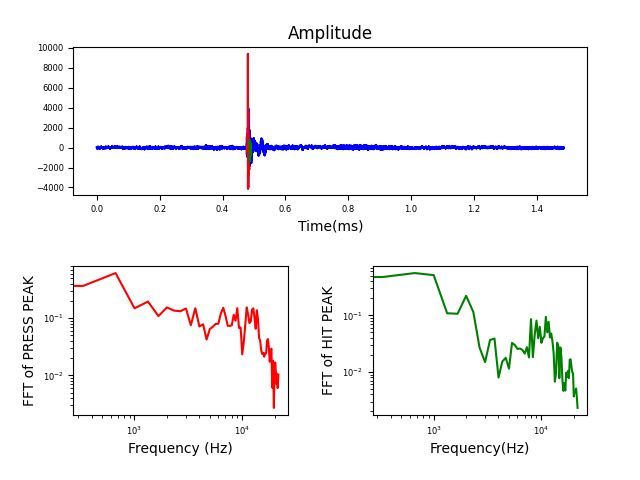 Amplitude
10000
8000
6000
4000
2000
0
−2000
−4000
0.0 0.2 0.4 0.6 0.8 1.0 1.2 1.4
Time(ms)
FFT of PRESS PEAK
10⁻¹
10⁻²
10³ 10⁴
Frequency (Hz)
FFT of HIT PEAK
10⁻¹
10⁻²
10³ 10⁴
Frequency(Hz)